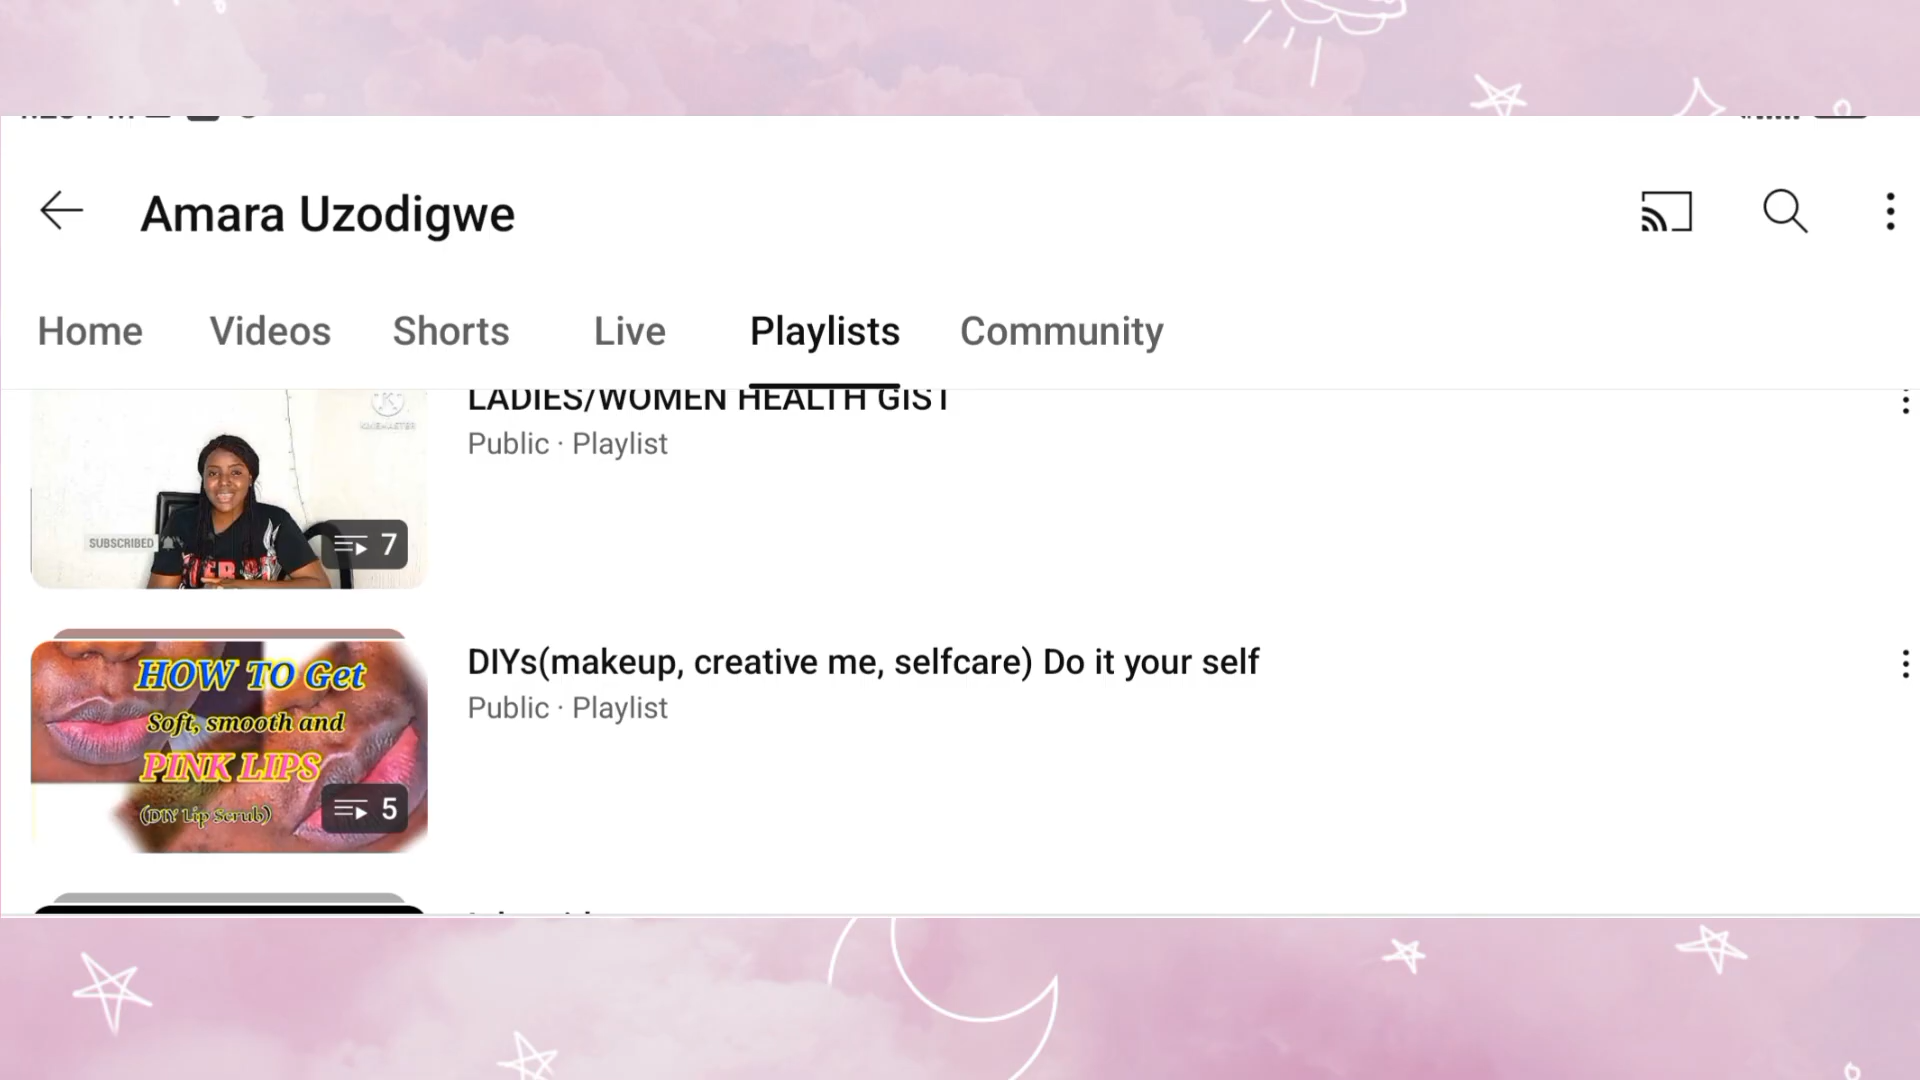 Amara Uzodigwe
Home Videos Shorts Live Playlists Community
LADIES/WOMEN HEALTH GIST
Public · Playlist
KINEMASTER
SUBSCRIBED
7
DIYs(makeup, creative me, selfcare) Do it your self
Public · Playlist
HOW TO Get
Soft, smooth and
PINK LIPS
(DIY Lip Scrub)
5